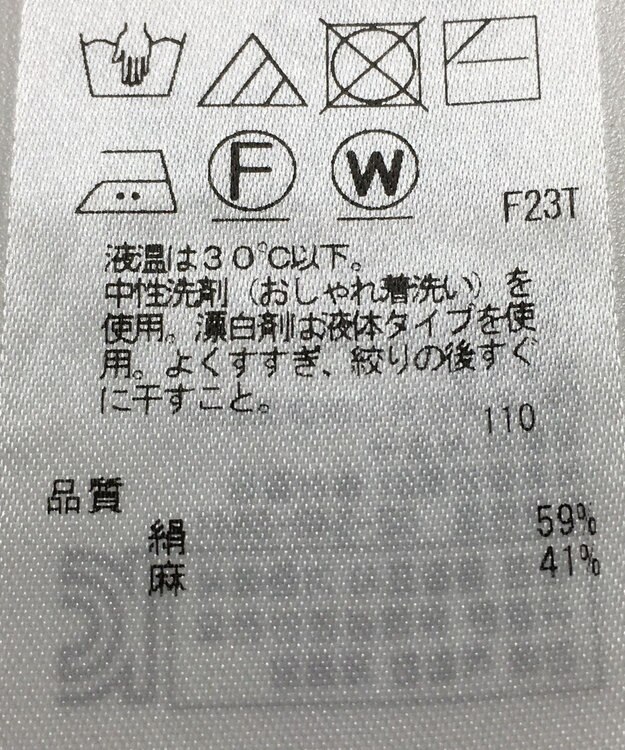 F W
F23T
液温は30℃以下。
中性洗剤（おしゃれ着洗い）を
使用。漂白剤は液体タイプを使
用。よくすすぎ、絞りの後すぐ
に干すこと。
110
品質
絹 59%
麻 41%